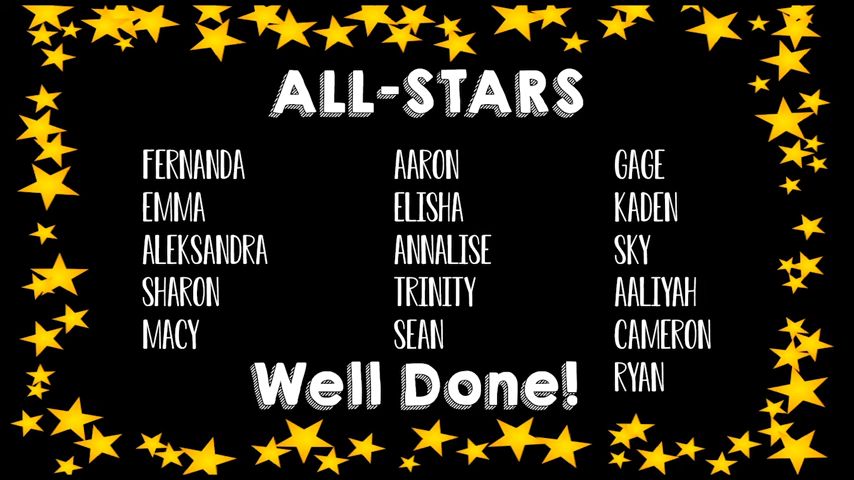 ALL-STARS
FERNANDA
EMMA
ALEKSANDRA
SHARON
MACY
AARON
ELISHA
ANNALISE
TRINITY
SEAN
GAGE
KADEN
SKY
AALIYAH
CAMERON
RYAN
Well Done!